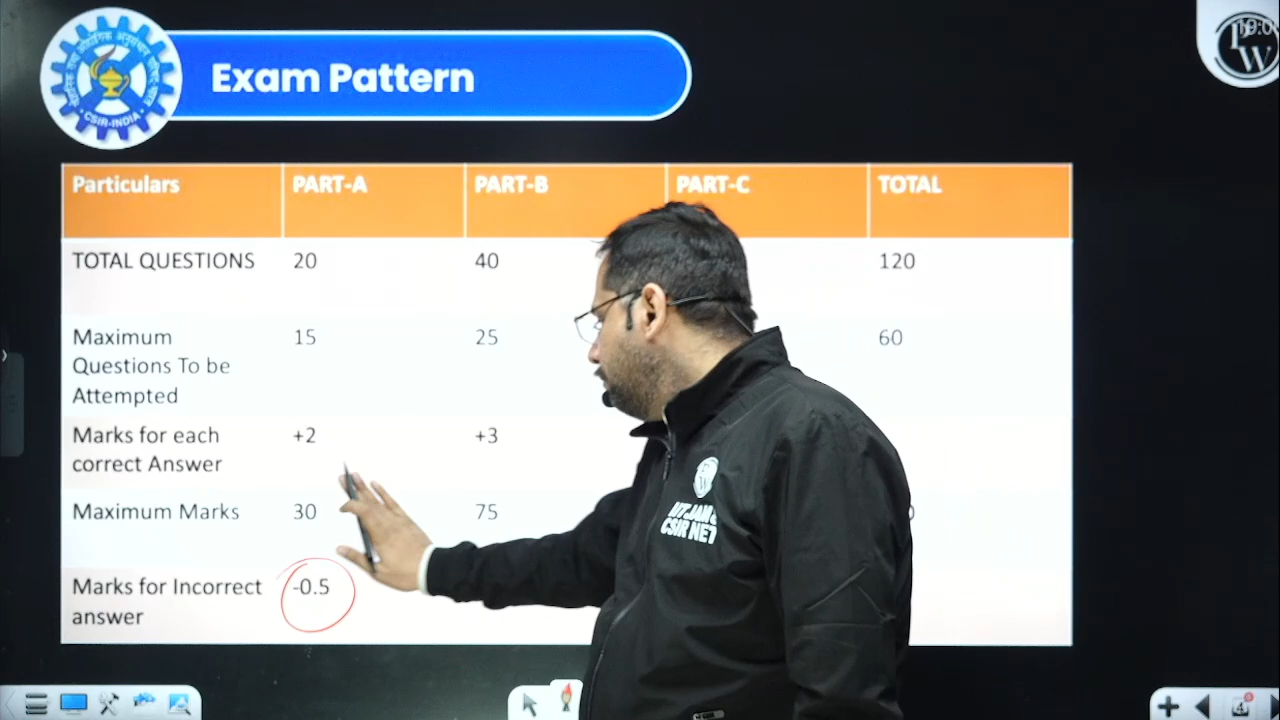 Exam Pattern
CSIR-INDIA
Particulars PART-A PART-B PART-C TOTAL
TOTAL QUESTIONS 20 40 120
Maximum 15 25 60
Questions To be
Attempted
Marks for each +2 +3
correct Answer
Maximum Marks 30 75
Marks for Incorrect -0.5
answer
IIT JAM &
CSIR NET